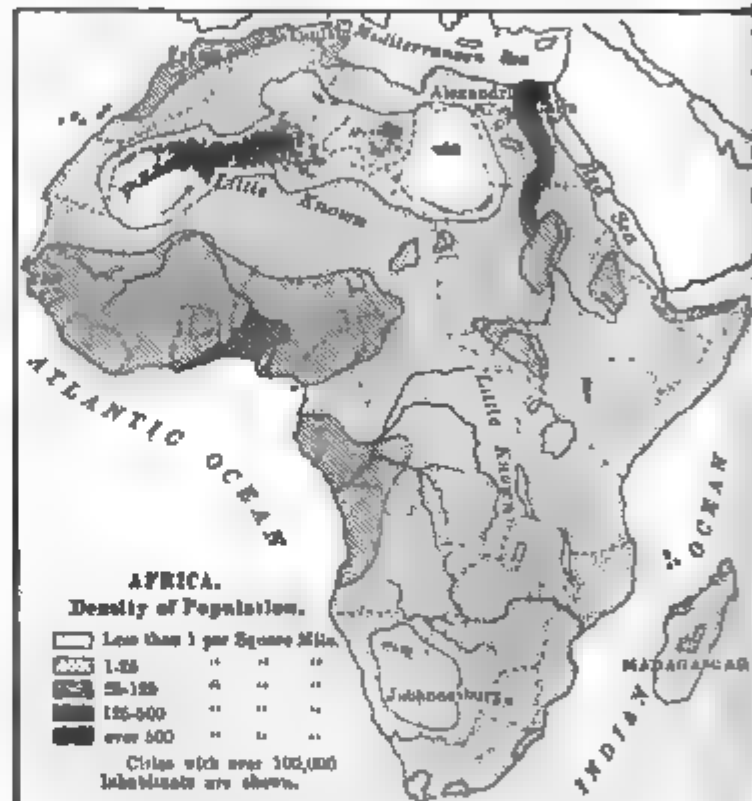 Mediterranean Sea
Alexandria
Red Sea
Little Known
ATLANTIC OCEAN
Little Known
INDIAN OCEAN
MADAGASCAR
Johannesburg
AFRICA.
Density of Population.
Less than 1 per Square Mile.
1-25 " " "
25-125 " " "
125-500 " " "
over 500 " " "
Cities with over 100,000
inhabitants are shown.